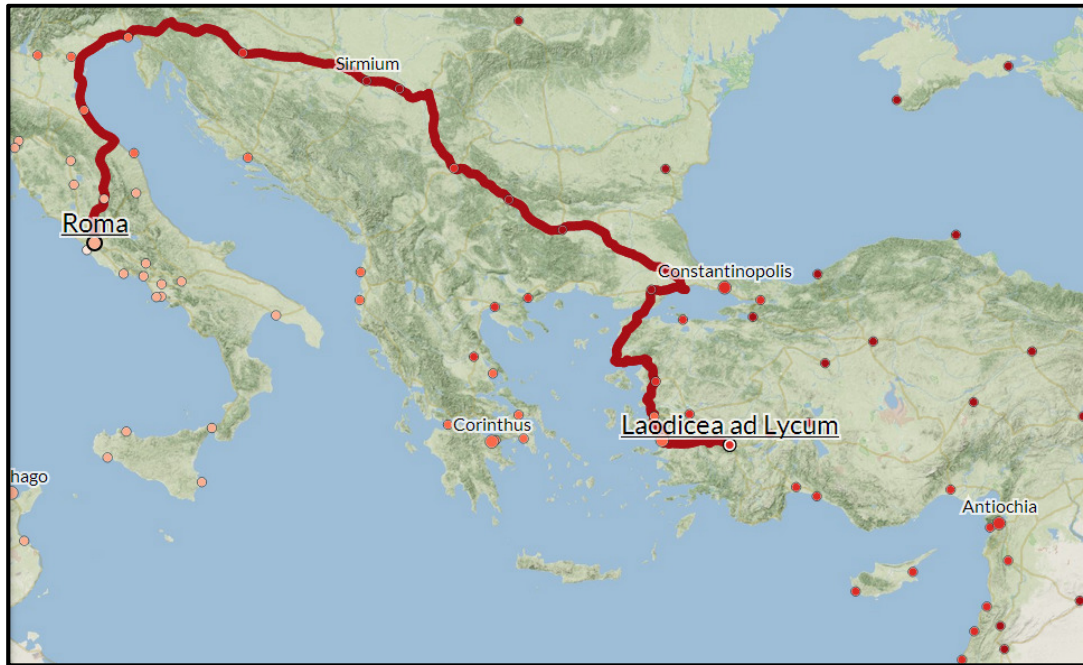 Sirmium
Roma
Constantinopolis
Corinthus
Laodicea ad Lycum
hago
Antiochia